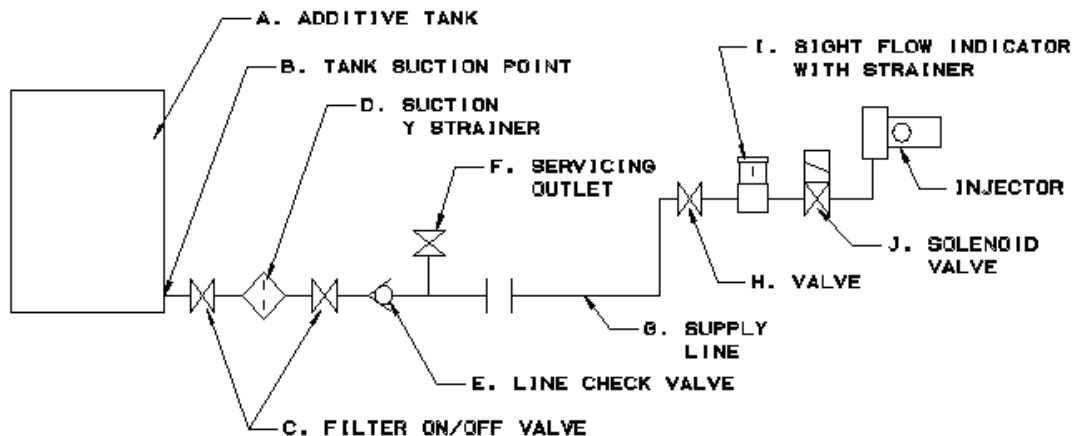 A. ADDITIVE TANK
B. TANK SUCTION POINT
D. SUCTION
Y STRAINER
F. SERVICING
OUTLET
I. SIGHT FLOW INDICATOR
WITH STRAINER
INJECTOR
J. SOLENOID
VALVE
H. VALVE
G. SUPPLY
LINE
E. LINE CHECK VALVE
C. FILTER ON/OFF VALVE